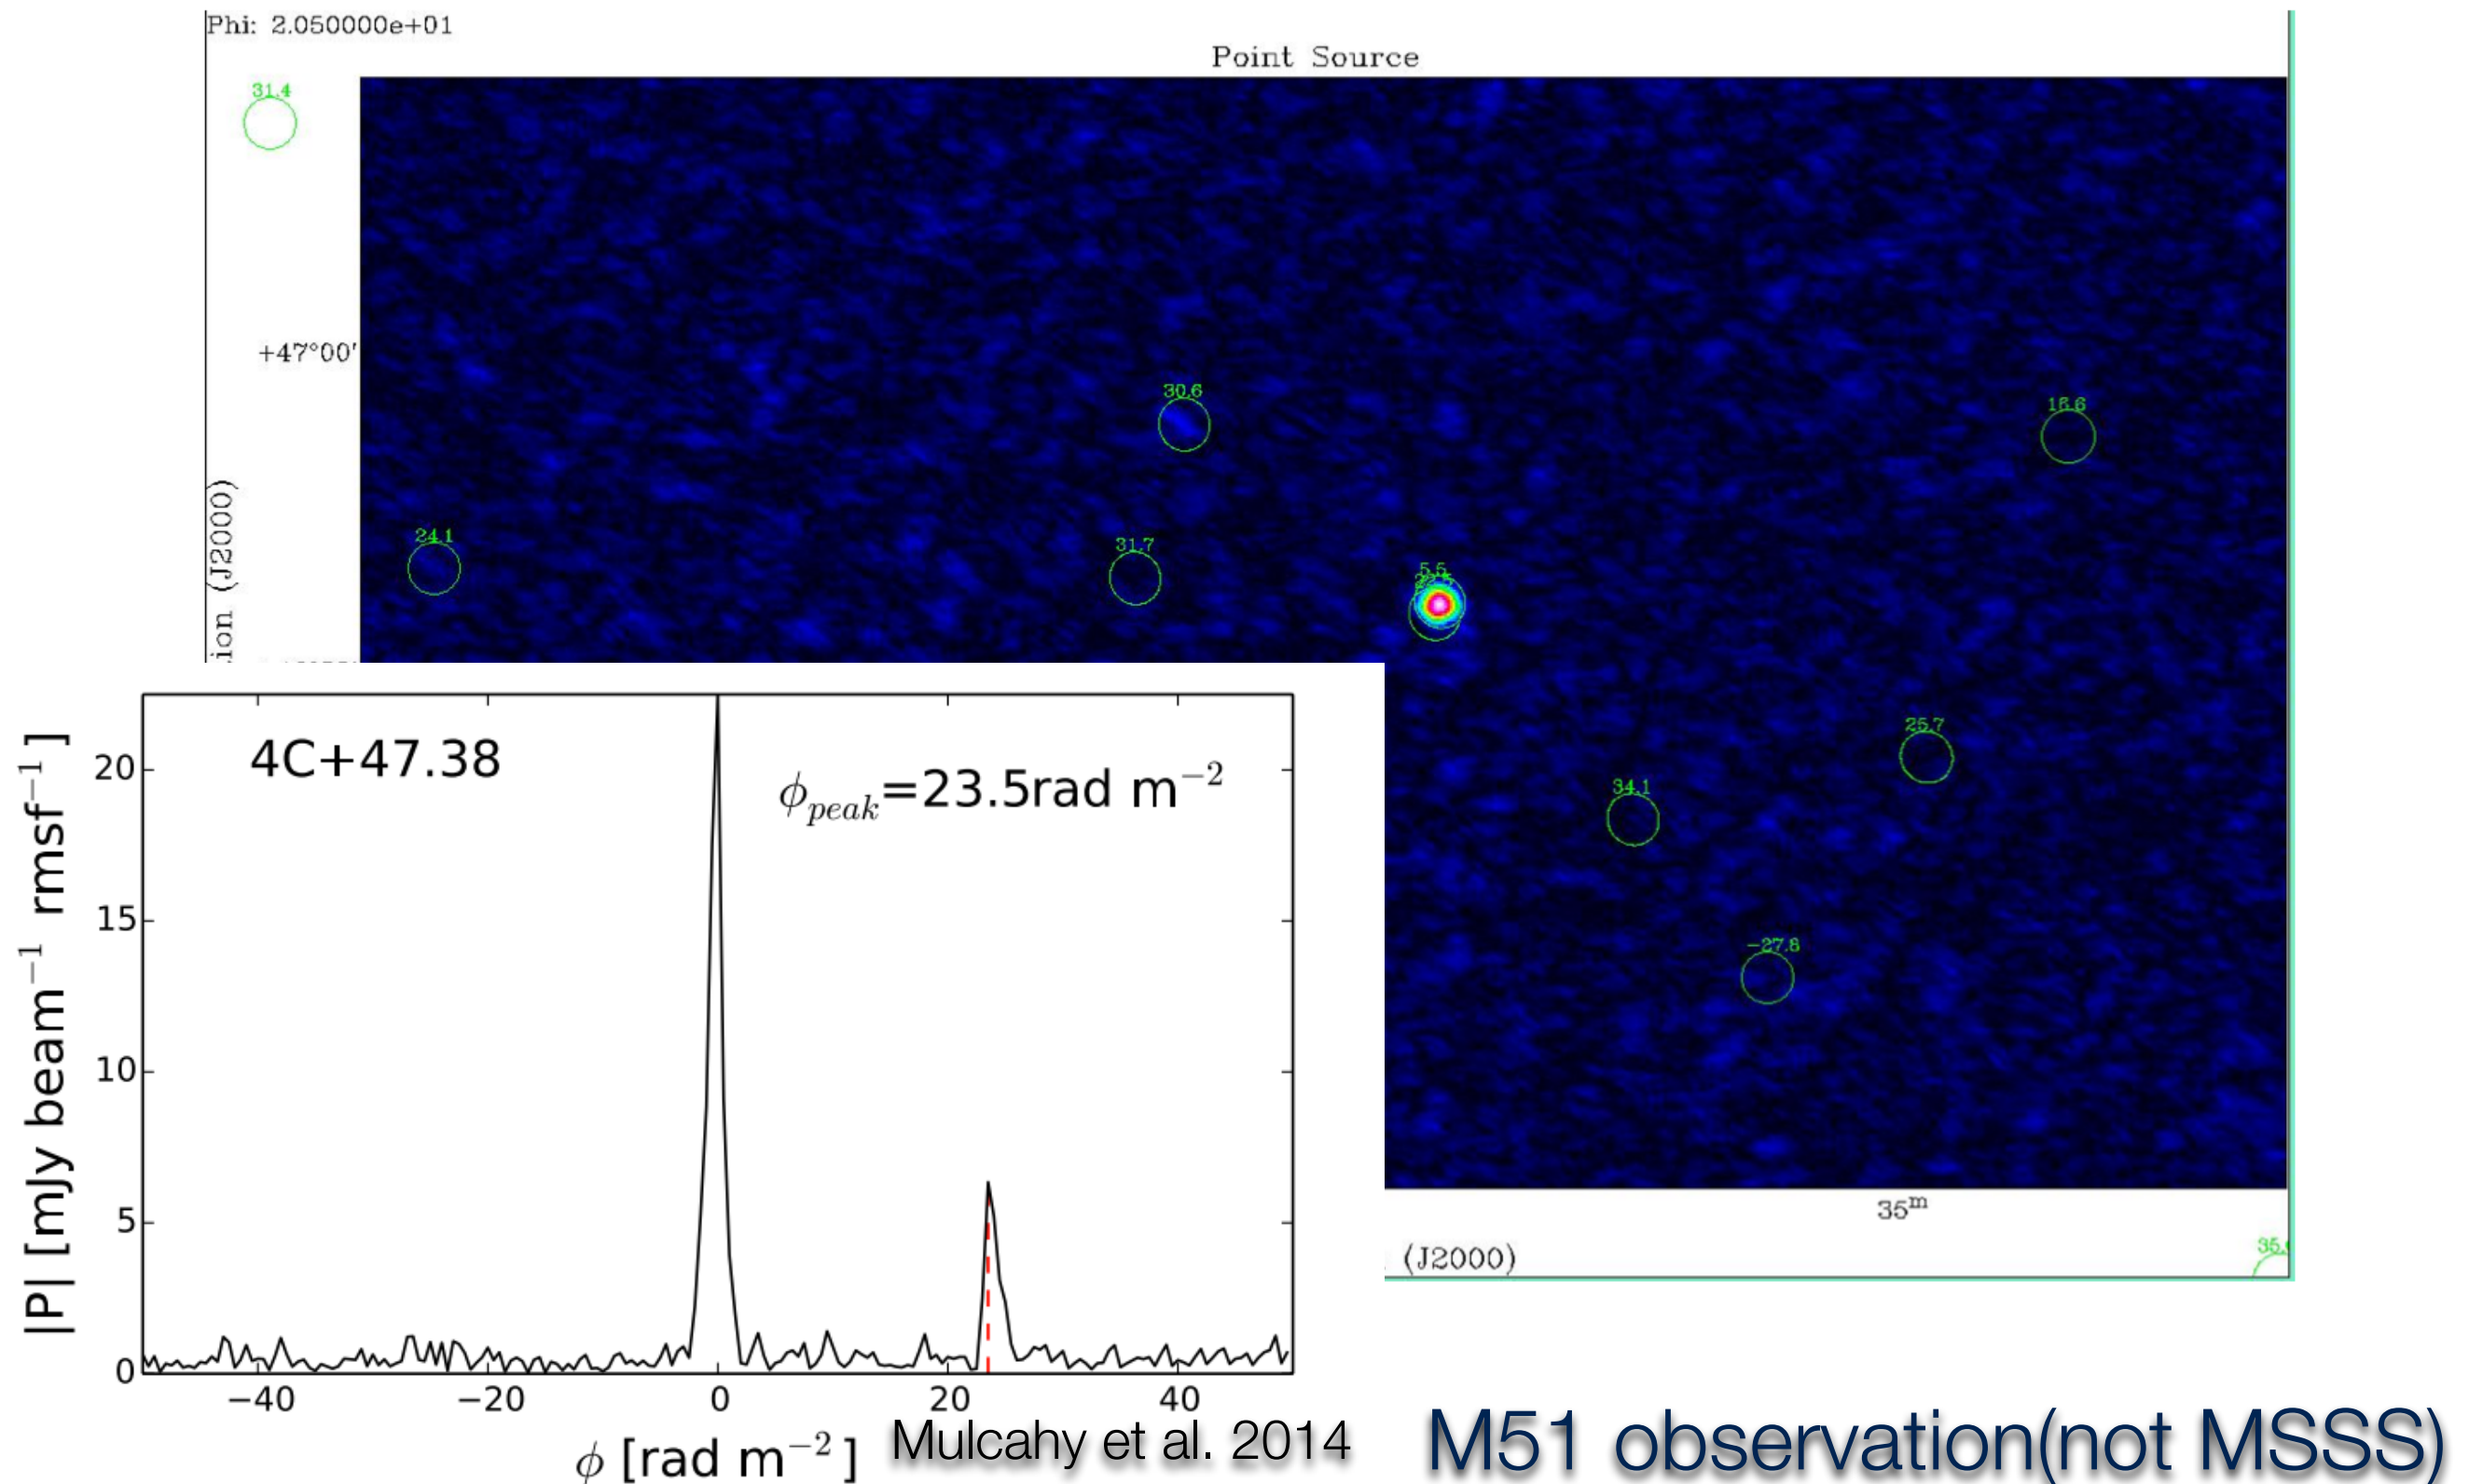 Phi: 2.050000e+01
Point Source
31.4
+47°00′
30.6
16.6
24.1
31.7
5.5
(J2000)
25.7
34.1
-27.8
35ᵐ
(J2000)
4C+47.38
ϕ_peak=23.5rad m⁻²
|P| [mJy beam⁻¹ rmsf⁻¹]
20
15
10
5
0
−40 −20 0 20 40
ϕ [rad m⁻²]
Mulcahy et al. 2014
M51 observation(not MSSS)